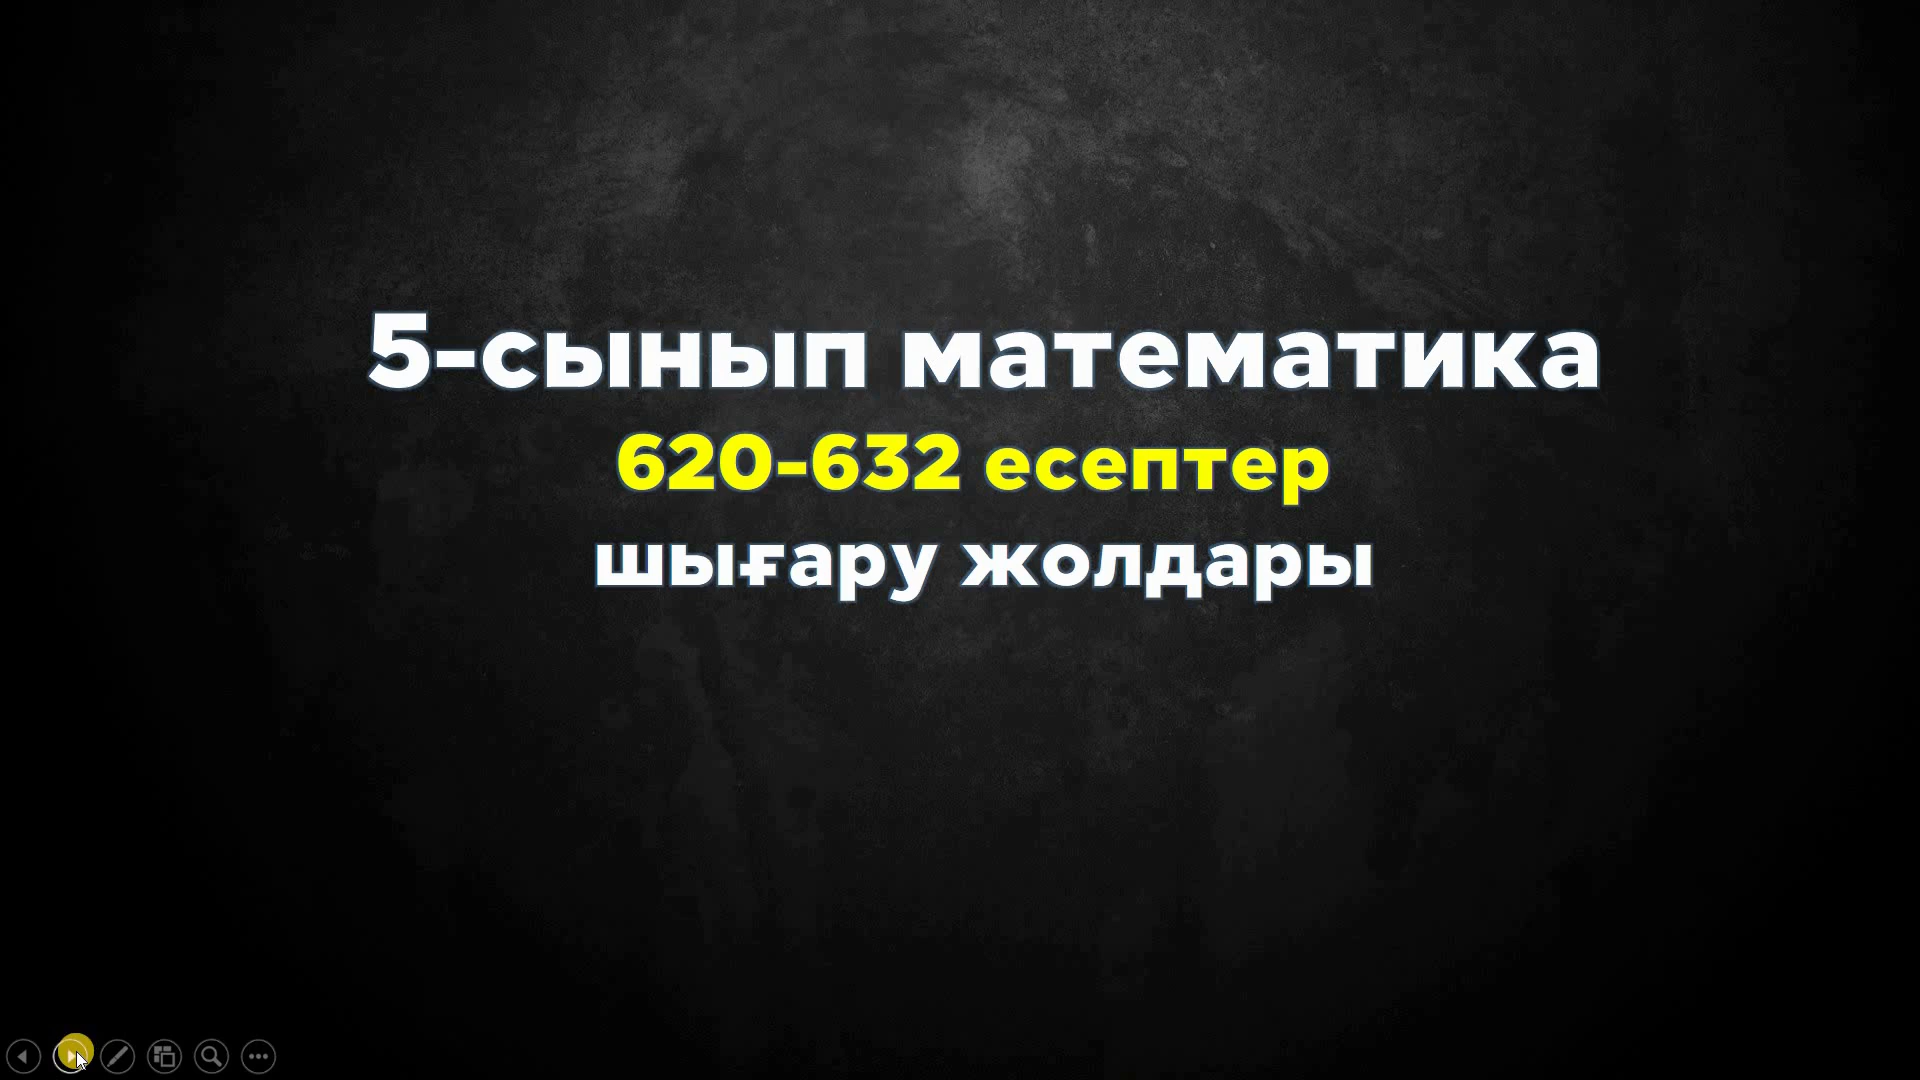 5-сынып математика
620-632 есептер
шығару жолдары